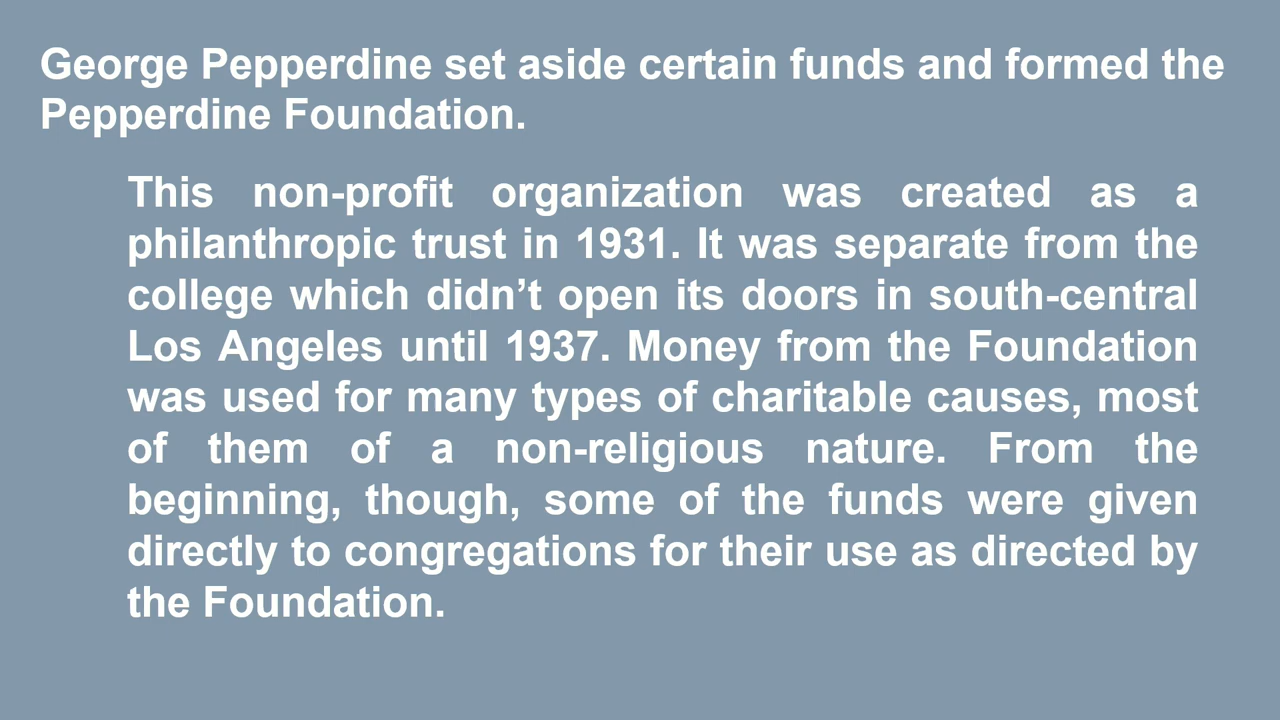 George Pepperdine set aside certain funds and formed the
Pepperdine Foundation.
This non-profit organization was created as a
philanthropic trust in 1931. It was separate from the
college which didn’t open its doors in south-central
Los Angeles until 1937. Money from the Foundation
was used for many types of charitable causes, most
of them of a non-religious nature. From the
beginning, though, some of the funds were given
directly to congregations for their use as directed by
the Foundation.